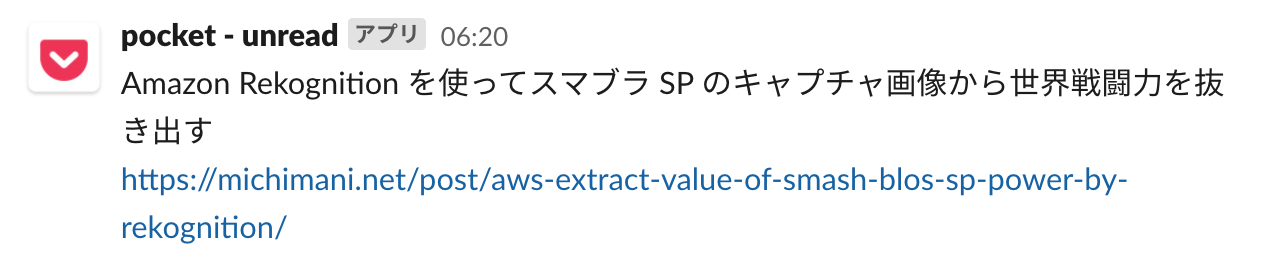 pocket - unread アプリ 06:20
Amazon Rekognition を使ってスマブラ SP のキャプチャ画像から世界戦闘力を抜
き出す
https://michimani.net/post/aws-extract-value-of-smash-blos-sp-power-by-
rekognition/